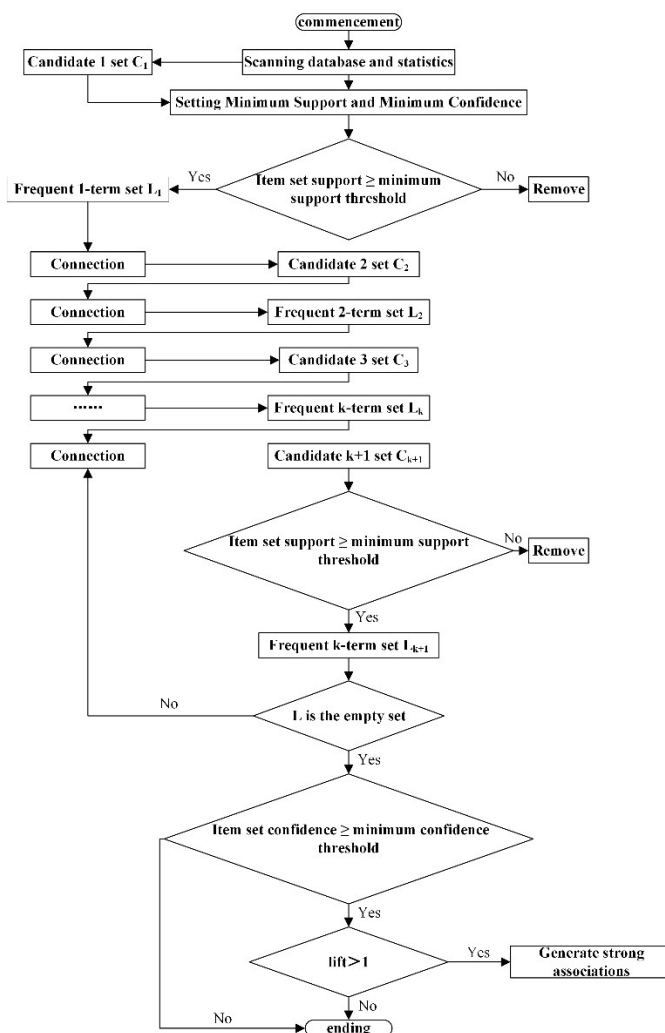 commencement
Candidate 1 set C₁
Scanning database and statistics
Setting Minimum Support and Minimum Confidence
Item set support ≥ minimum
support threshold
Yes
No
Frequent 1-term set L₁
Remove
Connection
Candidate 2 set C₂
Connection
Frequent 2-term set L₂
Connection
Candidate 3 set C₃
······
Frequent k-term set Lₖ
Connection
Candidate k+1 set Cₖ₊₁
Item set support ≥ minimum support
threshold
No
Remove
Yes
Frequent k-term set Lₖ₊₁
No
L is the empty set
Yes
Item set confidence ≥ minimum confidence
threshold
Yes
lift>1
Yes
Generate strong
associations
No
No
ending